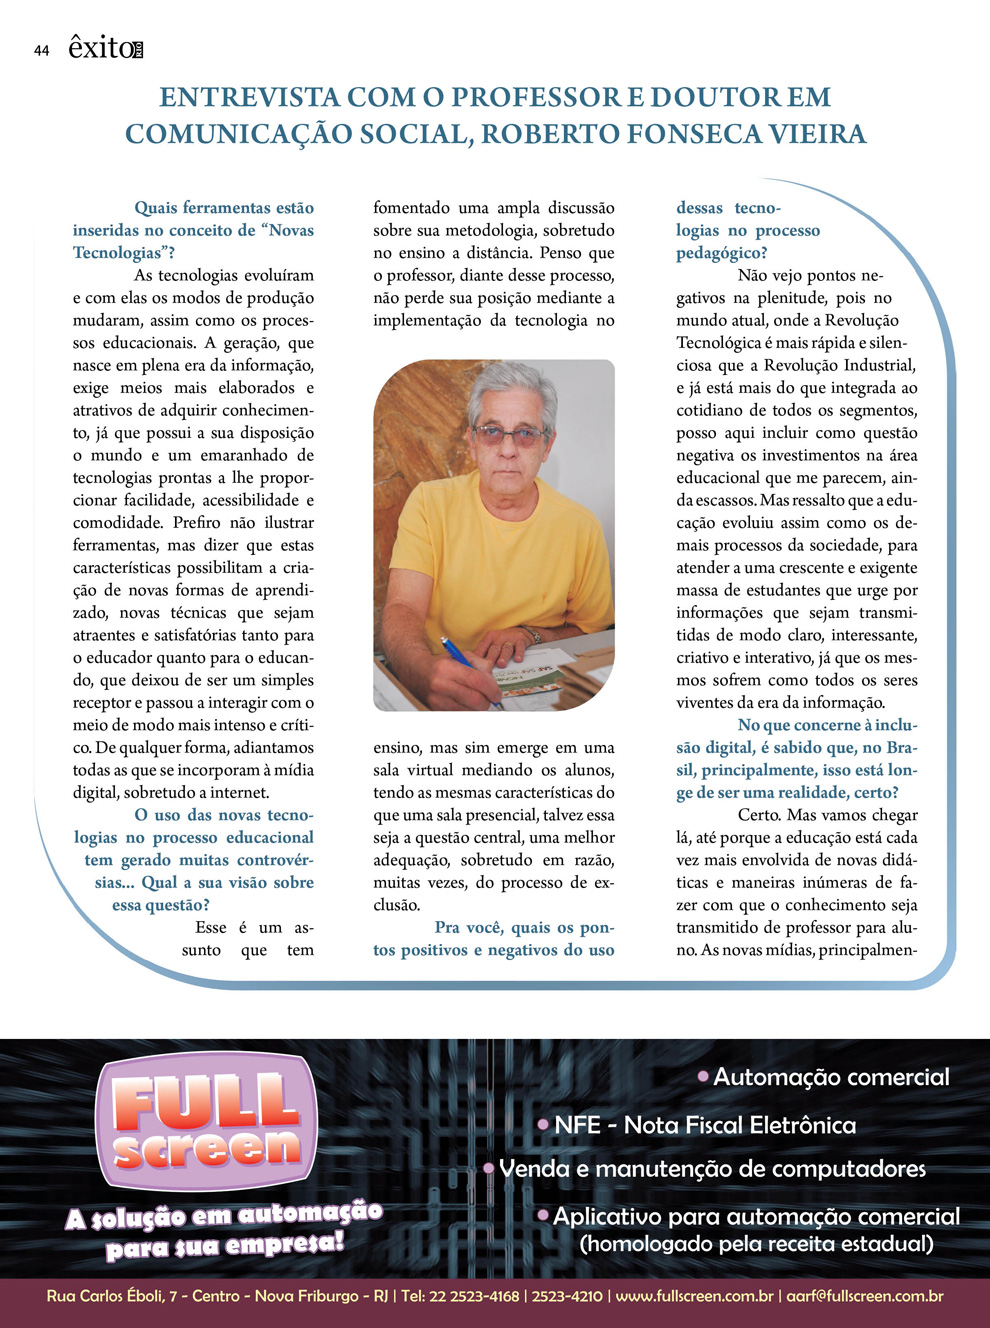 44 êxito RIO
ENTREVISTA COM O PROFESSOR E DOUTOR EM
COMUNICAÇÃO SOCIAL, ROBERTO FONSECA VIEIRA
Quais ferramentas estão
inseridas no conceito de “Novas
Tecnologias”?
As tecnologias evoluíram
e com elas os modos de produção
mudaram, assim como os proces-
sos educacionais. A geração, que
nasce em plena era da informação,
exige meios mais elaborados e
atrativos de adquirir conhecimen-
to, já que possui a sua disposição
o mundo e um emaranhado de
tecnologias prontas a lhe propor-
cionar facilidade, acessibilidade e
comodidade. Prefiro não ilustrar
ferramentas, mas dizer que estas
características possibilitam a cria-
ção de novas formas de aprendi-
zado, novas técnicas que sejam
atraentes e satisfatórias tanto para
o educador quanto para o educan-
do, que deixou de ser um simples
receptor e passou a interagir com o
meio de modo mais intenso e críti-
co. De qualquer forma, adiantamos
todas as que se incorporam à mídia
digital, sobretudo a internet.
O uso das novas tecno-
logias no processo educacional
tem gerado muitas controvér-
sias... Qual a sua visão sobre
essa questão?
Esse é um as-
sunto que tem
fomentado uma ampla discussão
sobre sua metodologia, sobretudo
no ensino a distância. Penso que
o professor, diante desse processo,
não perde sua posição mediante a
implementação da tecnologia no
ensino, mas sim emerge em uma
sala virtual mediando os alunos,
tendo as mesmas características do
que uma sala presencial, talvez essa
seja a questão central, uma melhor
adequação, sobretudo em razão,
muitas vezes, do processo de ex-
clusão.
Pra você, quais os pon-
tos positivos e negativos do uso
dessas tecno-
logias no processo
pedagógico?
Não vejo pontos ne-
gativos na plenitude, pois no
mundo atual, onde a Revolução
Tecnológica é mais rápida e silen-
ciosa que a Revolução Industrial,
e já está mais do que integrada ao
cotidiano de todos os segmentos,
posso aqui incluir como questão
negativa os investimentos na área
educacional que me parecem, ain-
da escassos. Mas ressalto que a edu-
cação evoluiu assim como os de-
mais processos da sociedade, para
atender a uma crescente e exigente
massa de estudantes que urge por
informações que sejam transmi-
tidas de modo claro, interessante,
criativo e interativo, já que os mes-
mos sofrem como todos os seres
viventes da era da informação.
No que concerne à inclu-
são digital, é sabido que, no Bra-
sil, principalmente, isso está lon-
ge de ser uma realidade, certo?
Certo. Mas vamos chegar
lá, até porque a educação está cada
vez mais envolvida de novas didá-
ticas e maneiras inúmeras de fa-
zer com que o conhecimento seja
transmitido de professor para alu-
no. As novas mídias, principalmen-
FULL
screen
A solução em automação
para sua empresa!
• Automação comercial
• NFE - Nota Fiscal Eletrônica
• Venda e manutenção de computadores
• Aplicativo para automação comercial
(homologado pela receita estadual)
Rua Carlos Éboli, 7 - Centro - Nova Friburgo - RJ | Tel: 22 2523-4168 | 2523-4210 | www.fullscreen.com.br | aarf@fullscreen.com.br